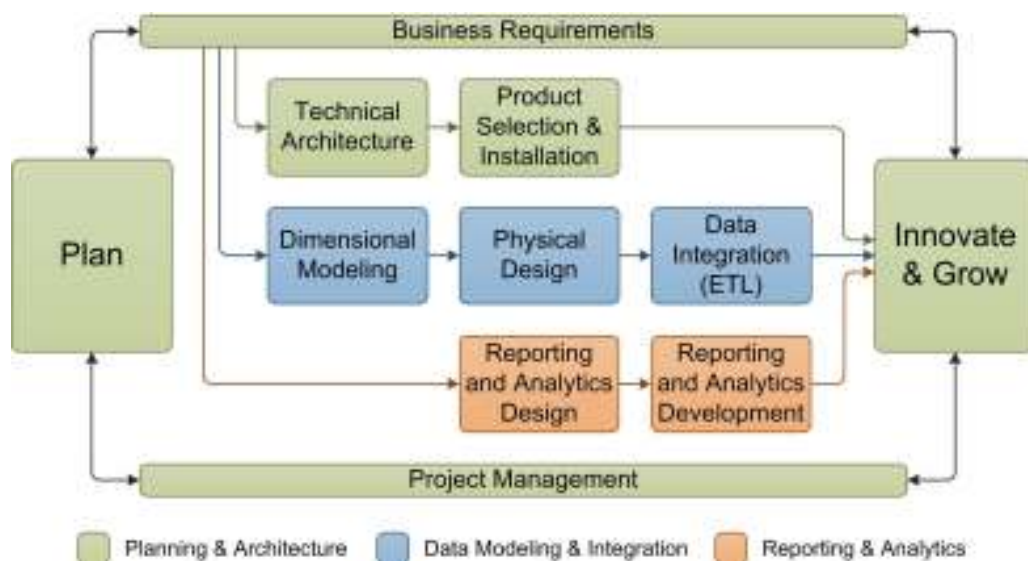 Business Requirements
Technical
Architecture
Product
Selection &
Installation
Plan
Dimensional
Modeling
Physical
Design
Data
Integration
(ETL)
Innovate
& Grow
Reporting
and Analytics
Design
Reporting
and Analytics
Development
Project Management
Planning & Architecture
Data Modeling & Integration
Reporting & Analytics